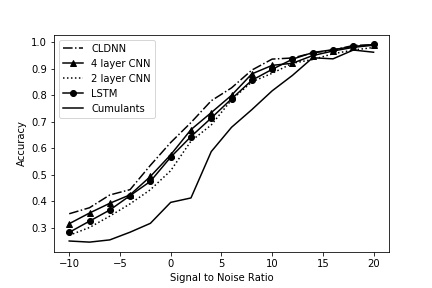 1.0
0.9
0.8
0.7
0.6
0.5
0.4
0.3
Accuracy
CLDNN
4 layer CNN
2 layer CNN
LSTM
Cumulants
−10 −5 0 5 10 15 20
Signal to Noise Ratio